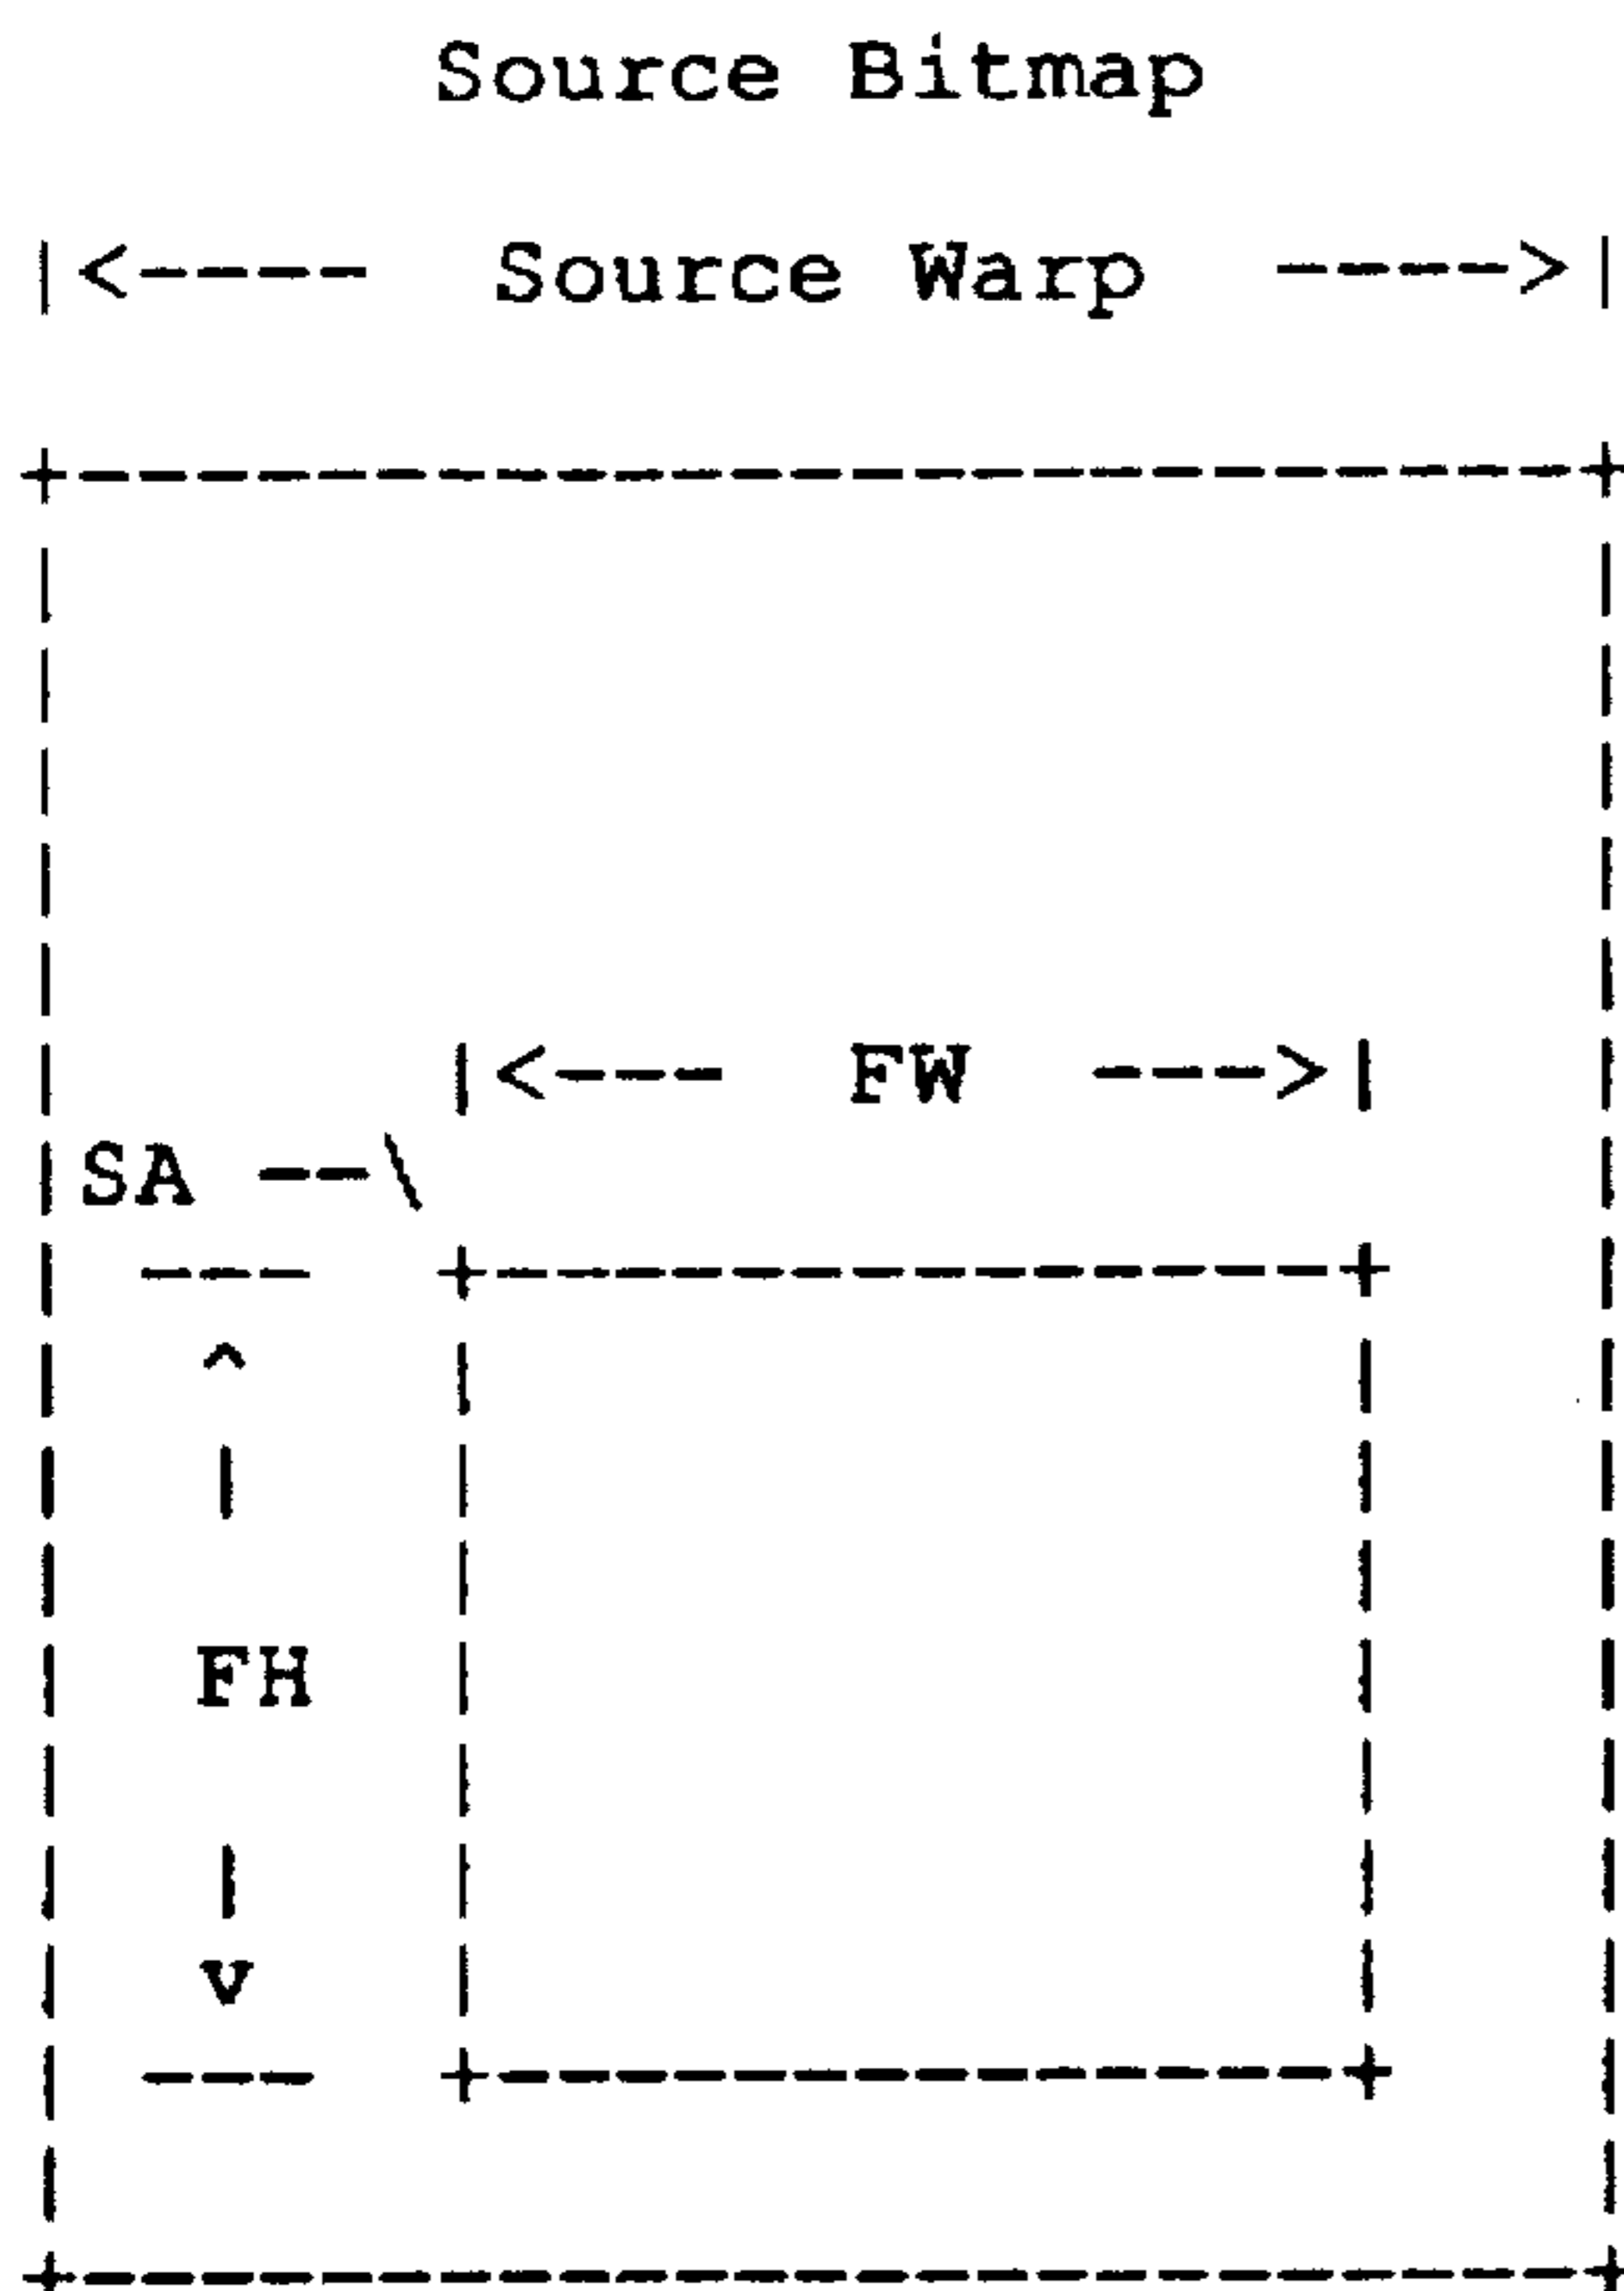 Source Bitmap
|<---- Source Warp ---->|
|<--- FW --->|
SA --\
FH